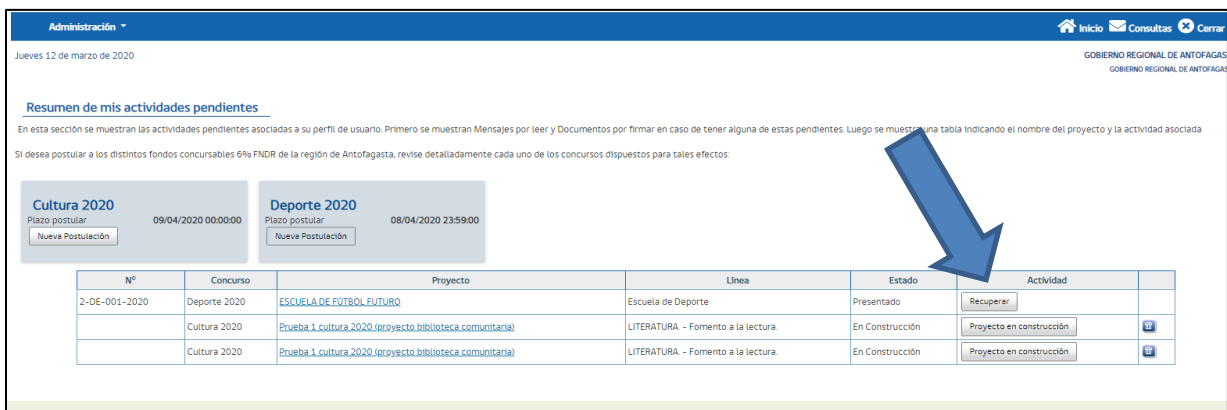 Administración
Inicio Consultas Cerrar
Jueves 12 de marzo de 2020
GOBIERNO REGIONAL DE ANTOFAGAS
GOBIERNO REGIONAL DE ANTOFAGAS
Resumen de mis actividades pendientes
En esta sección se muestran las actividades pendientes asociadas a su perfil de usuario. Primero se muestran Mensajes por leer y Documentos por firmar en caso de tener alguna de estas pendientes. Luego se muestra una tabla indicando el nombre del proyecto y la actividad asociada
Si desea postular a los distintos fondos concursables 6% FNDR de la región de Antofagasta, revise detalladamente cada uno de los concursos dispuestos para tales efectos:
Cultura 2020
Plazo postular 09/04/2020 00:00:00
Nueva Postulación
Deporte 2020
Plazo postular 08/04/2020 23:59:00
Nueva Postulación
Nº Concurso Proyecto Línea Estado Actividad
2-DE-001-2020 Deporte 2020 ESCUELA DE FÚTBOL FUTURO Escuela de Deporte Presentado Recuperar
Cultura 2020 Prueba 1 cultura 2020 (proyecto biblioteca comunitaria) LITERATURA. - Fomento a la lectura. En Construcción Proyecto en construcción
Cultura 2020 Prueba 1 cultura 2020 (proyecto biblioteca comunitaria) LITERATURA. - Fomento a la lectura. En Construcción Proyecto en construcción